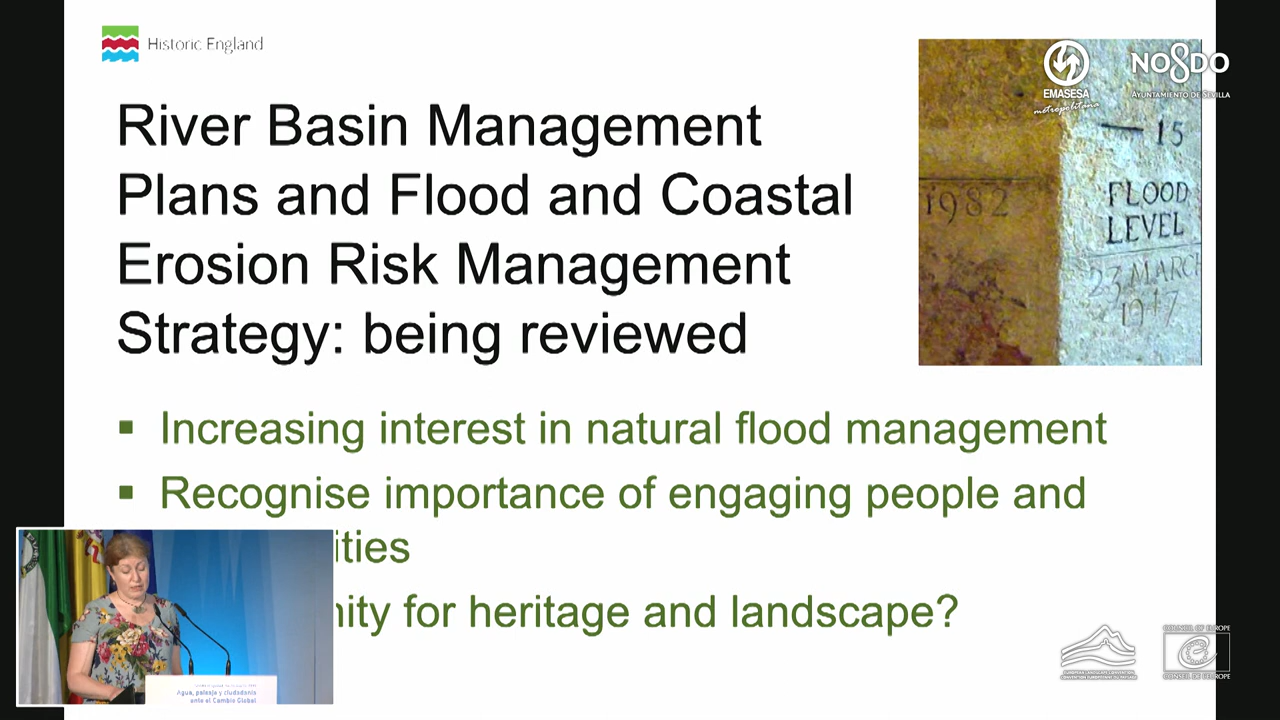 Historic England
EMASESA
metropolitana
NO8DO
AYUNTAMIENTO DE SEVILLA
River Basin Management
Plans and Flood and Coastal
Erosion Risk Management
Strategy: being reviewed
1982
15
FLOOD
LEVEL
23 MARCH
1947
▪ Increasing interest in natural flood management
▪ Recognise importance of engaging people and
ities
nity for heritage and landscape?
Agua, paisaje y ciudadanía
ante el Cambio Global
COUNCIL OF EUROPE
CONSEIL DE L'EUROPE